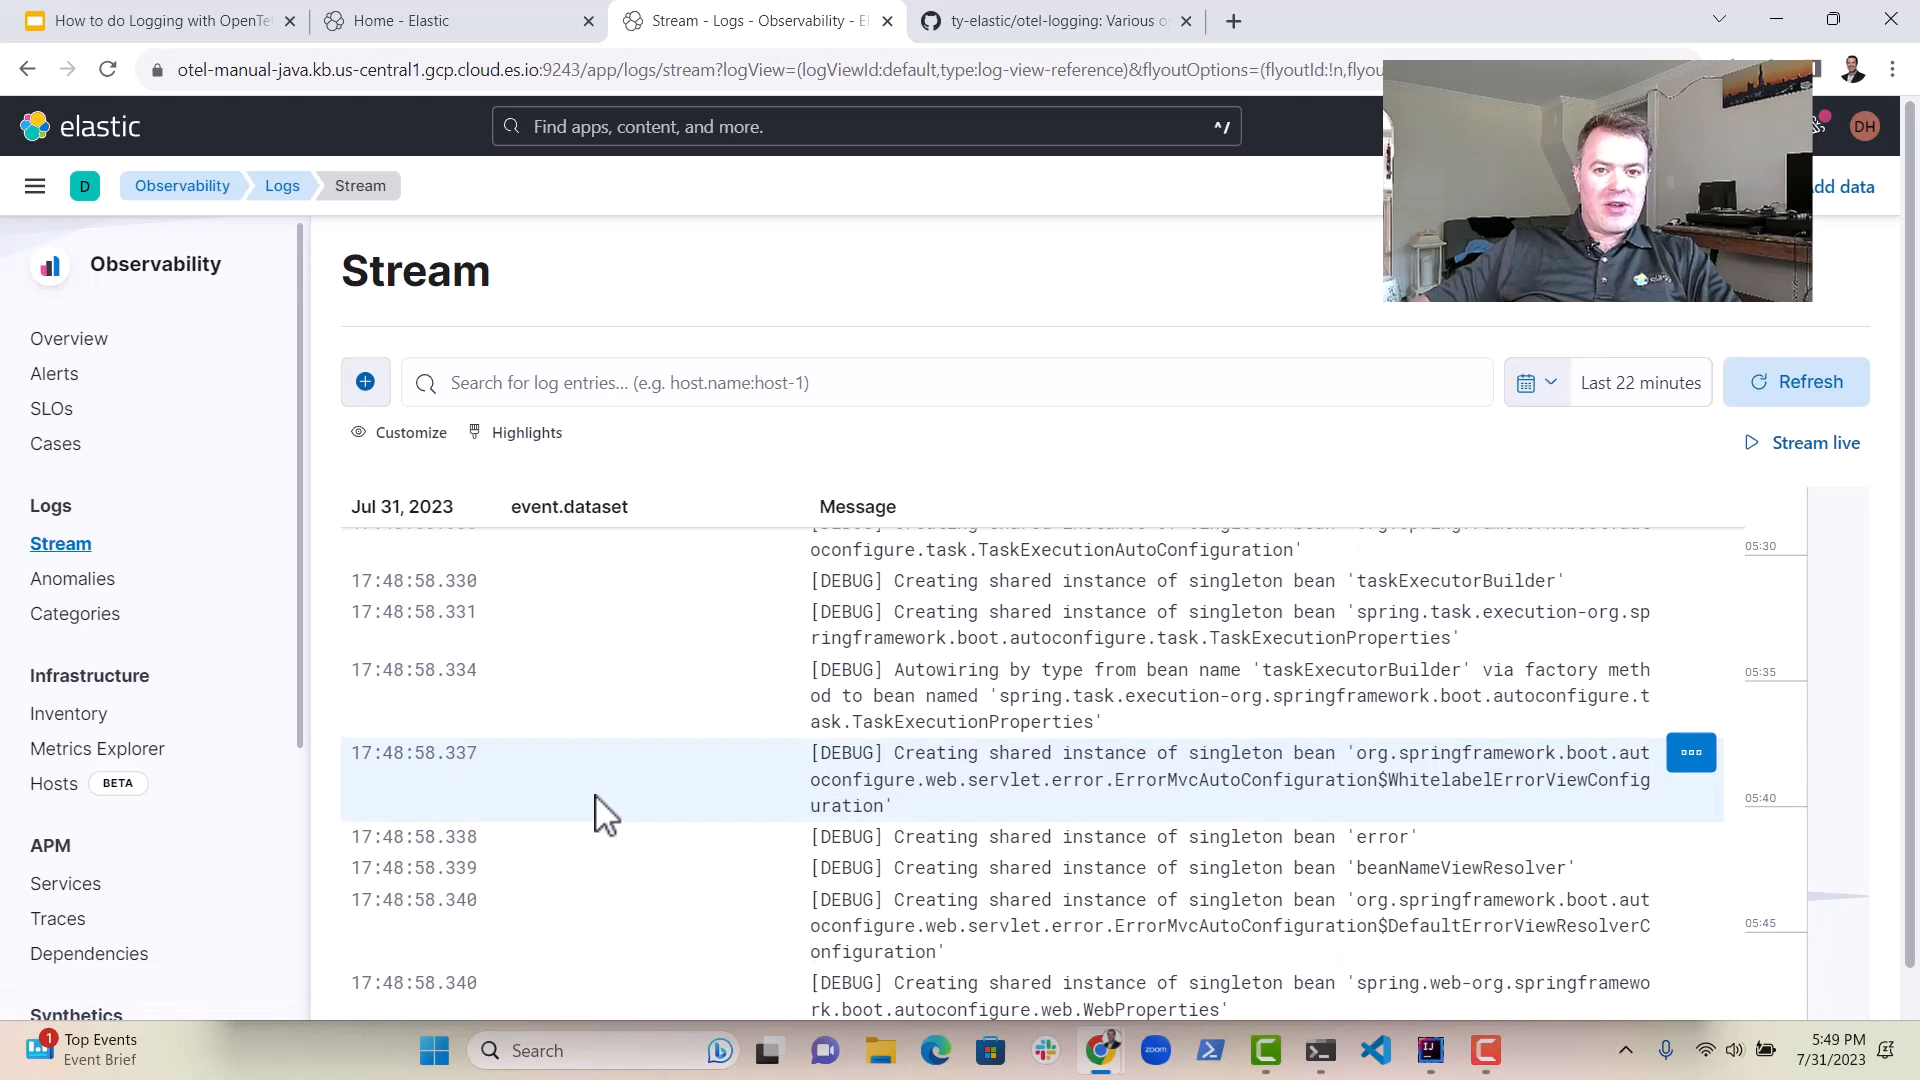 How to do Logging with OpenTel
Home - Elastic
Stream - Logs - Observability - El
ty-elastic/otel-logging: Various o
otel-manual-java.kb.us-central1.gcp.cloud.es.io:9243/app/logs/stream?logView=(logViewId:default,type:log-view-reference)&flyoutOptions=(flyoutId:!n,flyou
elastic
Find apps, content, and more.
^/
DH
D
Observability
Logs
Stream
dd data
Observability
Overview
Alerts
SLOs
Cases
Logs
Stream
Anomalies
Categories
Infrastructure
Inventory
Metrics Explorer
Hosts BETA
APM
Services
Traces
Dependencies
Synthetics
Stream
Search for log entries... (e.g. host.name:host-1)
Last 22 minutes
Refresh
Customize
Highlights
Stream live
Jul 31, 2023 event.dataset Message
oconfigure.task.TaskExecutionAutoConfiguration'
17:48:58.330 [DEBUG] Creating shared instance of singleton bean 'taskExecutorBuilder'
17:48:58.331 [DEBUG] Creating shared instance of singleton bean 'spring.task.execution-org.sp
ringframework.boot.autoconfigure.task.TaskExecutionProperties'
17:48:58.334 [DEBUG] Autowiring by type from bean name 'taskExecutorBuilder' via factory meth
od to bean named 'spring.task.execution-org.springframework.boot.autoconfigure.t
ask.TaskExecutionProperties'
17:48:58.337 [DEBUG] Creating shared instance of singleton bean 'org.springframework.boot.aut
oconfigure.web.servlet.error.ErrorMvcAutoConfiguration$WhitelabelErrorViewConfig
uration'
17:48:58.338 [DEBUG] Creating shared instance of singleton bean 'error'
17:48:58.339 [DEBUG] Creating shared instance of singleton bean 'beanNameViewResolver'
17:48:58.340 [DEBUG] Creating shared instance of singleton bean 'org.springframework.boot.aut
oconfigure.web.servlet.error.ErrorMvcAutoConfiguration$DefaultErrorViewResolverC
onfiguration'
17:48:58.340 [DEBUG] Creating shared instance of singleton bean 'spring.web-org.springframewo
rk.boot.autoconfigure.web.WebProperties'
05:30
05:35
05:40
05:45
1
Top Events
Event Brief
Search
zoom
5:49 PM
7/31/2023